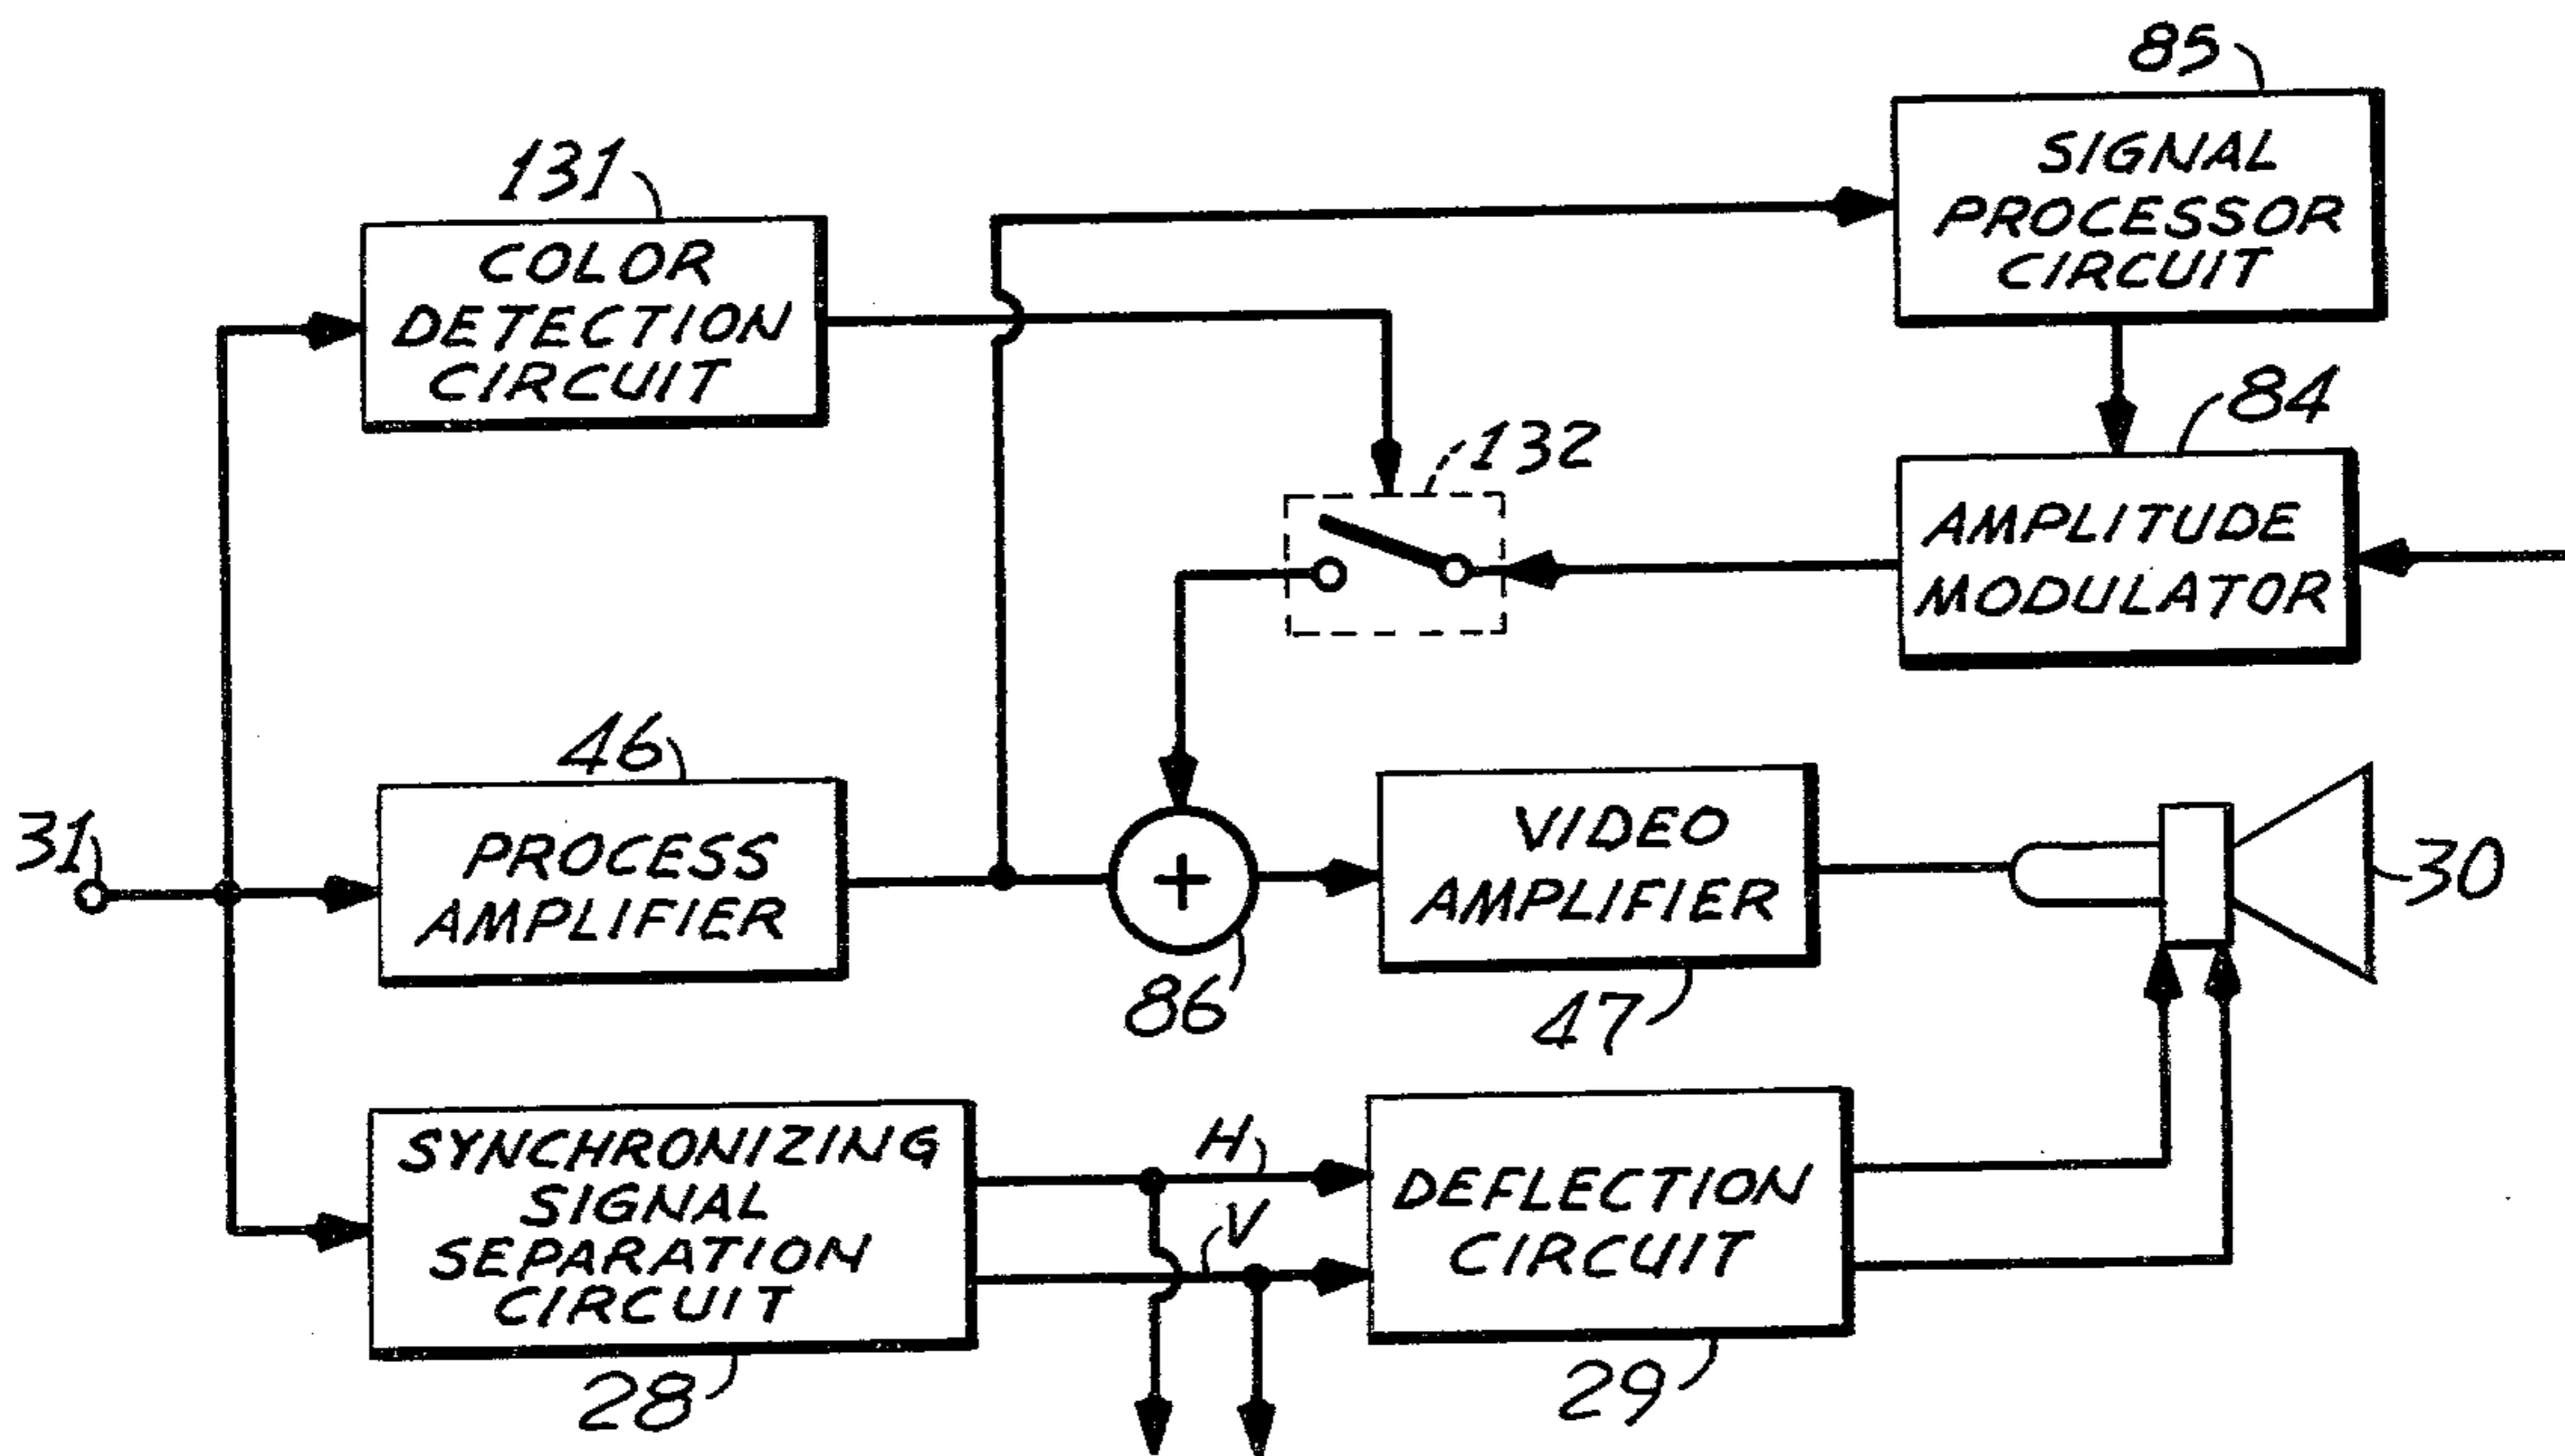 85
SIGNAL
PROCESSOR
CIRCUIT
131
COLOR
DETECTION
CIRCUIT
84
132
AMPLITUDE
MODULATOR
46
31
PROCESS
AMPLIFIER
+
86
VIDEO
AMPLIFIER
47
30
SYNCHRONIZING
SIGNAL
SEPARATION
CIRCUIT
28
H
V
DEFLECTION
CIRCUIT
29